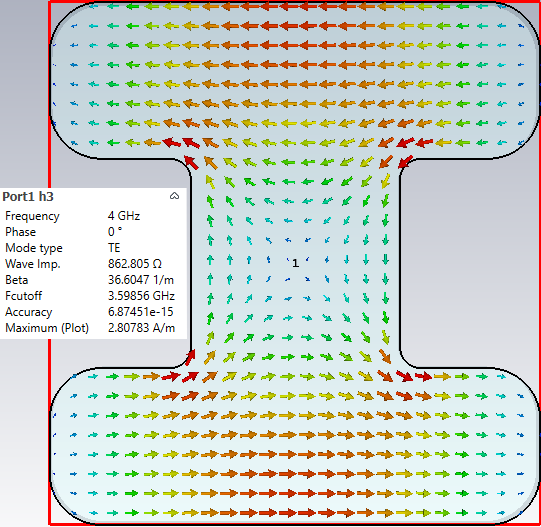 Port1 h3
Frequency 4 GHz
Phase 0 °
Mode type TE
Wave Imp. 862.805 Ω
Beta 36.6047 1/m
Fcutoff 3.59856 GHz
Accuracy 6.87451e-15
Maximum (Plot) 2.80783 A/m
1